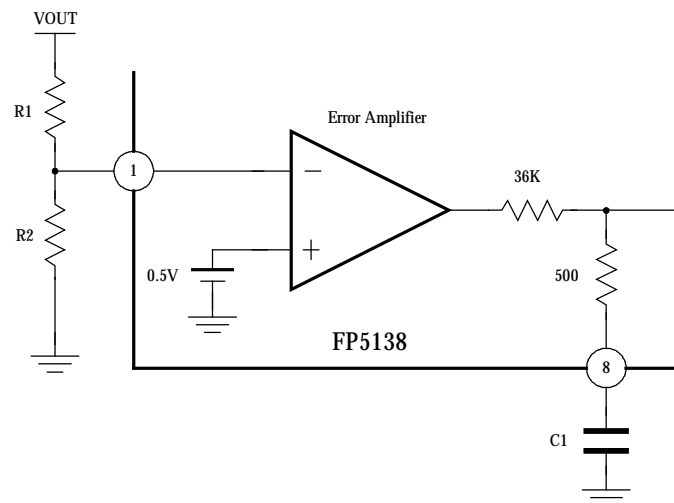 VOUT
R1
Error Amplifier
1
36K
R2
0.5V
500
FP5138
8
C1